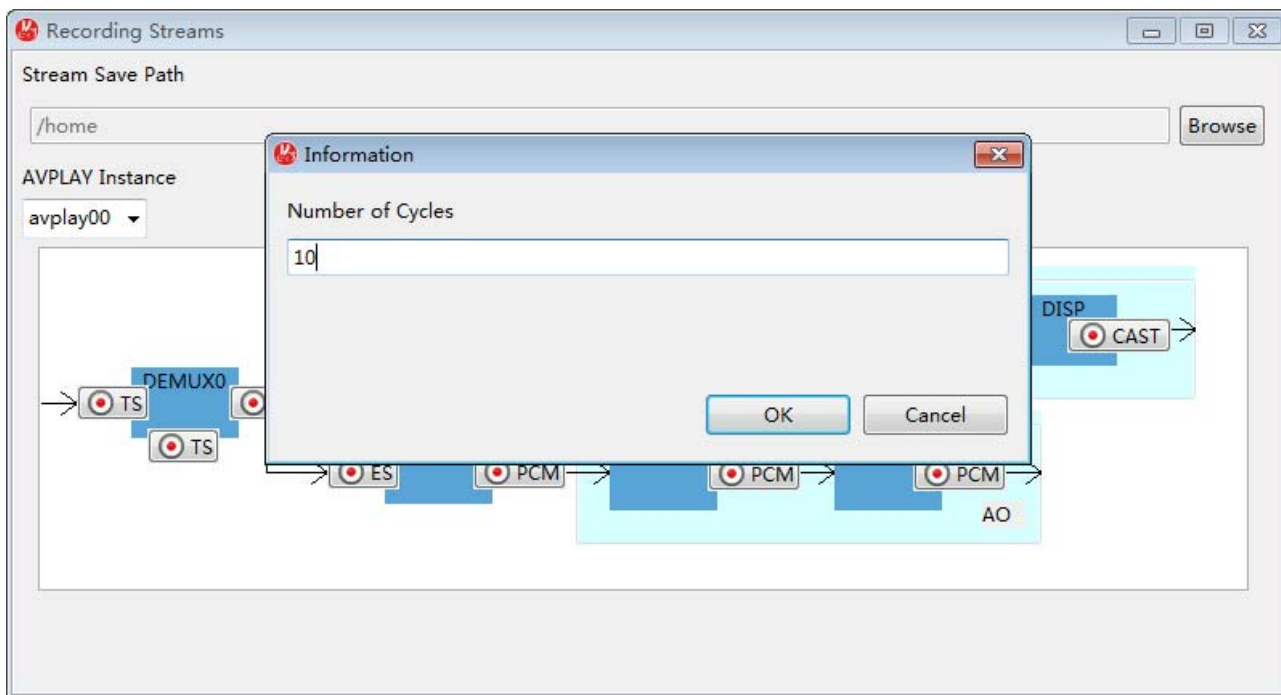 Recording Streams
Stream Save Path
/home
Browse
Information
AVPLAY Instance
avplay00
Number of Cycles
10
DISP
CAST
DEMUX0
TS
TS
OK
Cancel
ES
PCM
PCM
PCM
AO